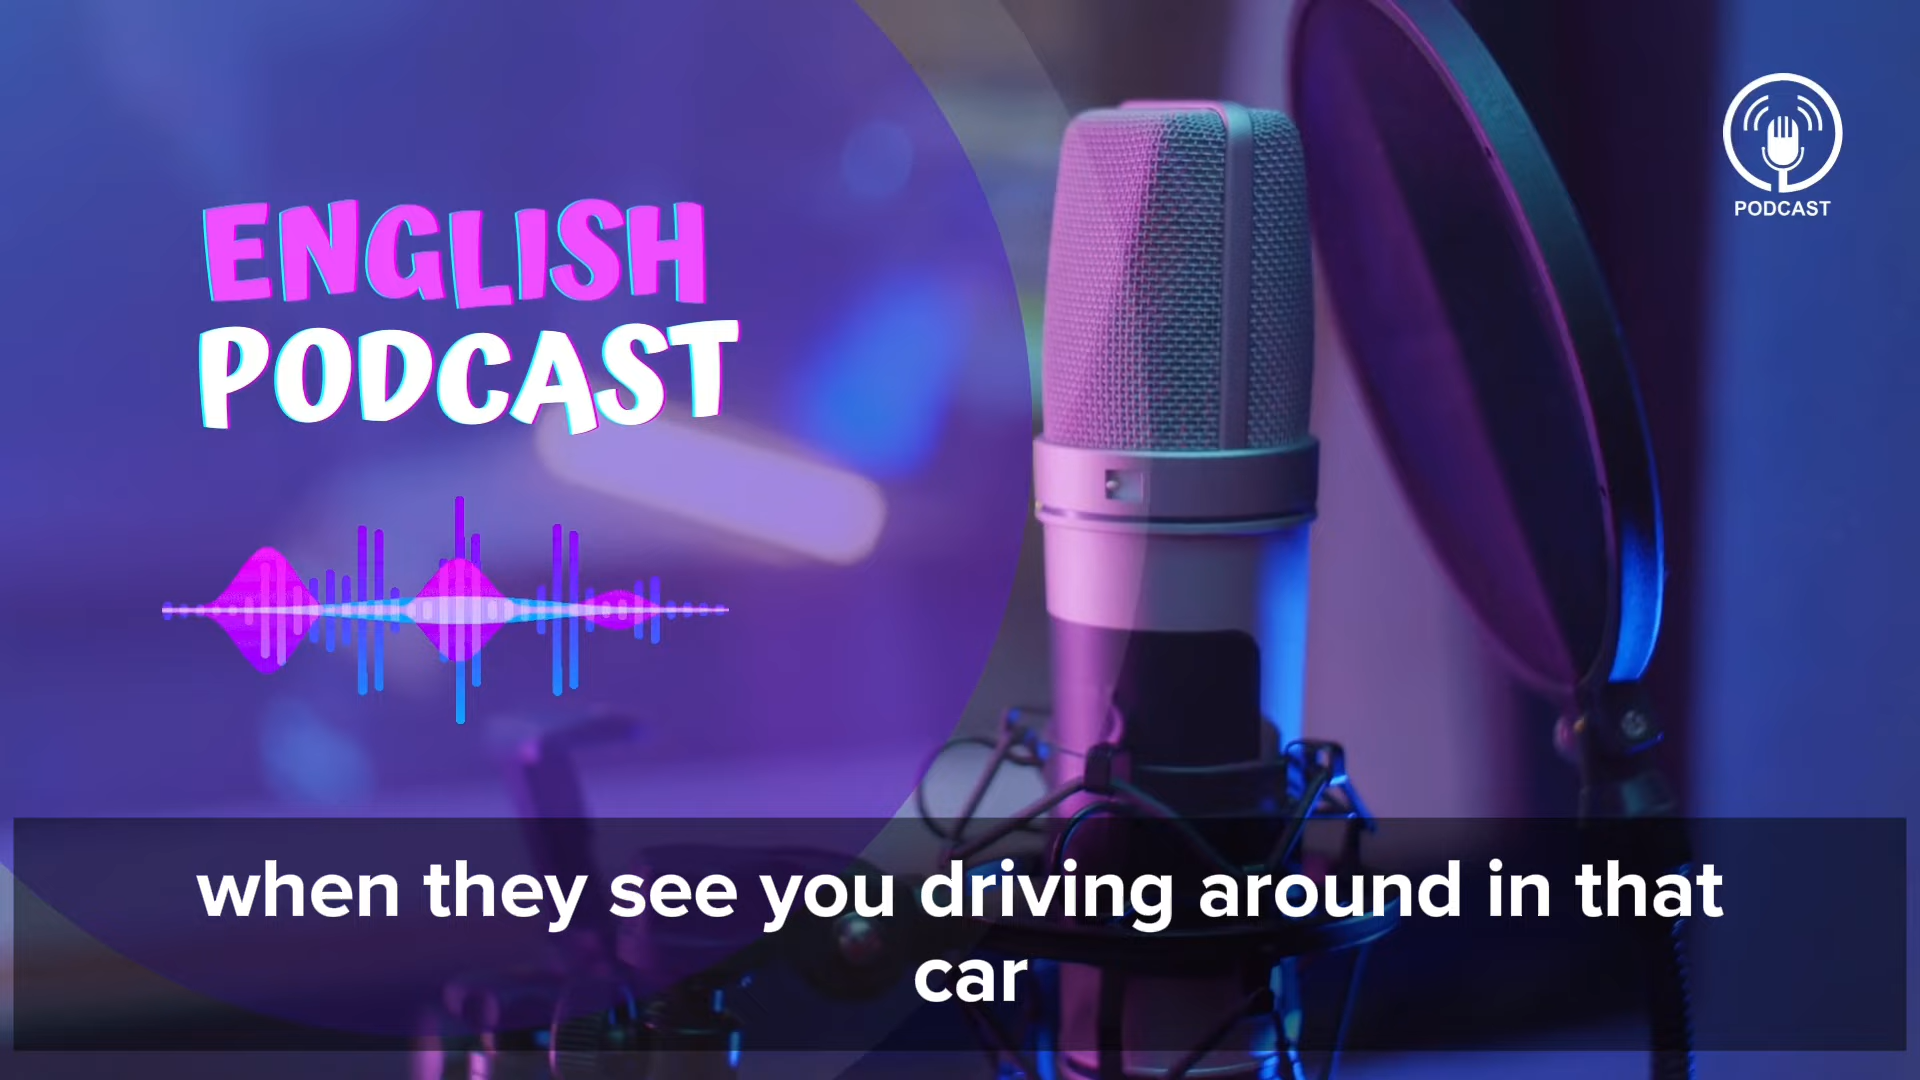 ENGLISH
PODCAST
PODCAST
when they see you driving around in that
car